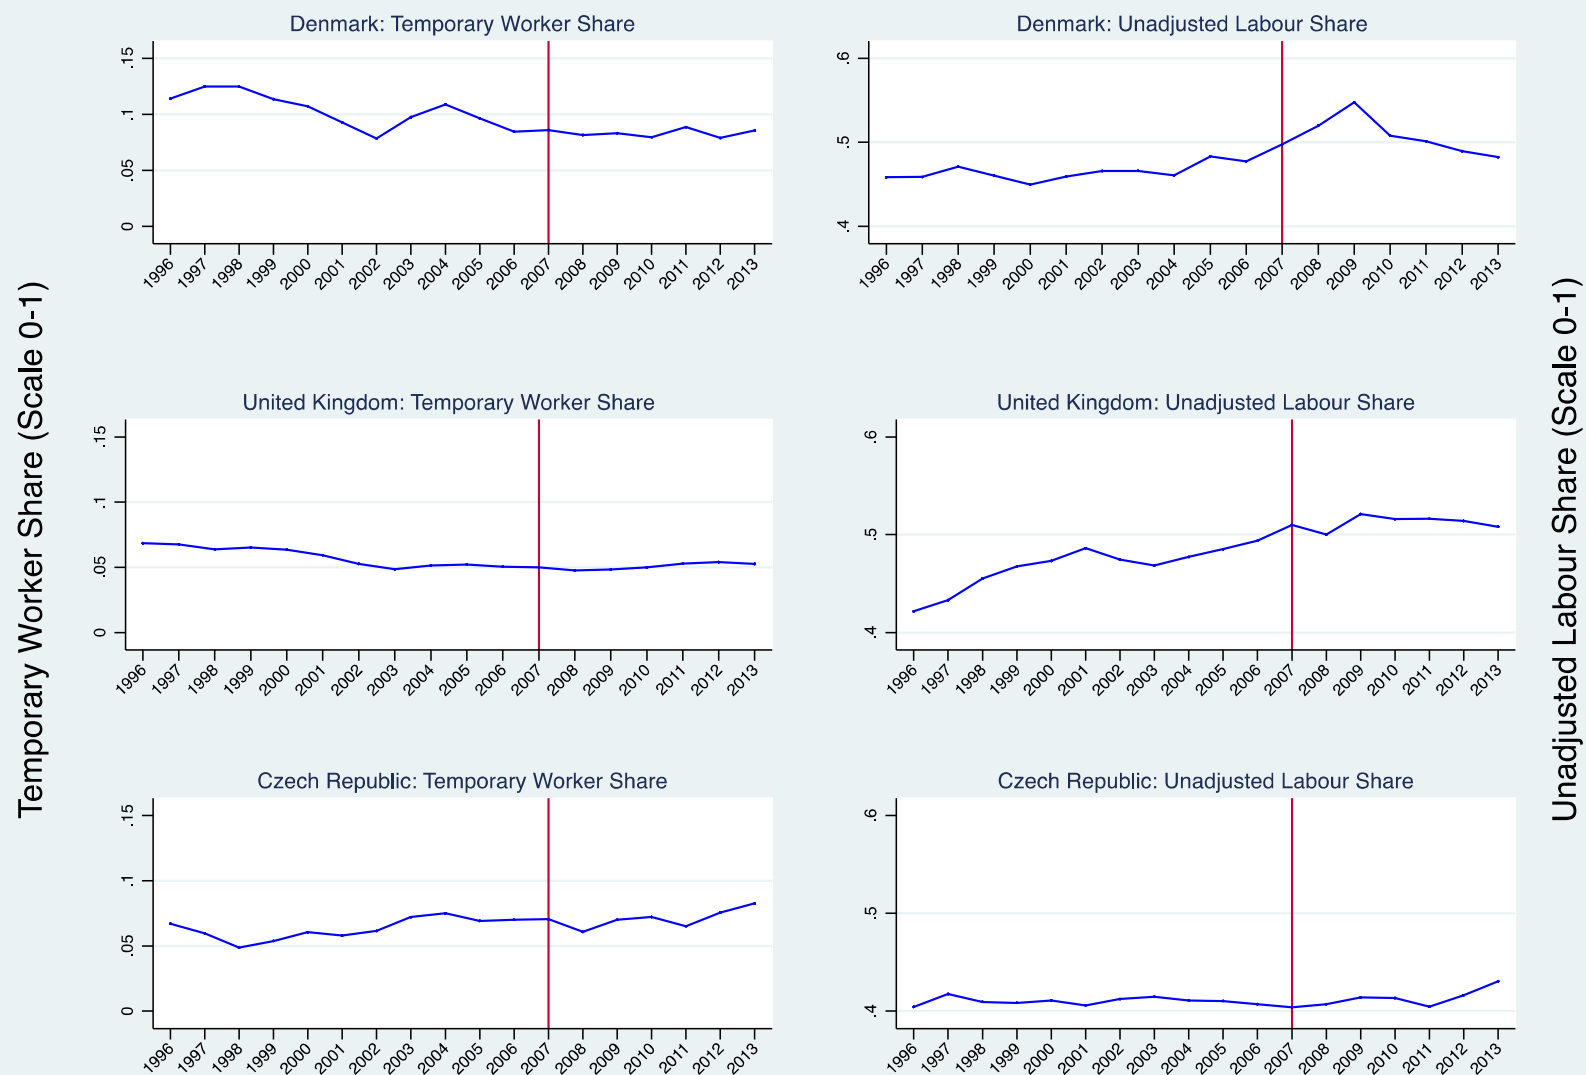 Temporary Worker Share (Scale 0-1)
Denmark: Temporary Worker Share
.15
.1
.05
0
1996 1997 1998 1999 2000 2001 2002 2003 2004 2005 2006 2007 2008 2009 2010 2011 2012 2013
Denmark: Unadjusted Labour Share
.6
.5
.4
1996 1997 1998 1999 2000 2001 2002 2003 2004 2005 2006 2007 2008 2009 2010 2011 2012 2013
United Kingdom: Temporary Worker Share
.15
.1
.05
0
1996 1997 1998 1999 2000 2001 2002 2003 2004 2005 2006 2007 2008 2009 2010 2011 2012 2013
United Kingdom: Unadjusted Labour Share
.6
.5
.4
1996 1997 1998 1999 2000 2001 2002 2003 2004 2005 2006 2007 2008 2009 2010 2011 2012 2013
Czech Republic: Temporary Worker Share
.15
.1
.05
0
1996 1997 1998 1999 2000 2001 2002 2003 2004 2005 2006 2007 2008 2009 2010 2011 2012 2013
Czech Republic: Unadjusted Labour Share
.6
.5
.4
1996 1997 1998 1999 2000 2001 2002 2003 2004 2005 2006 2007 2008 2009 2010 2011 2012 2013
Unadjusted Labour Share (Scale 0-1)